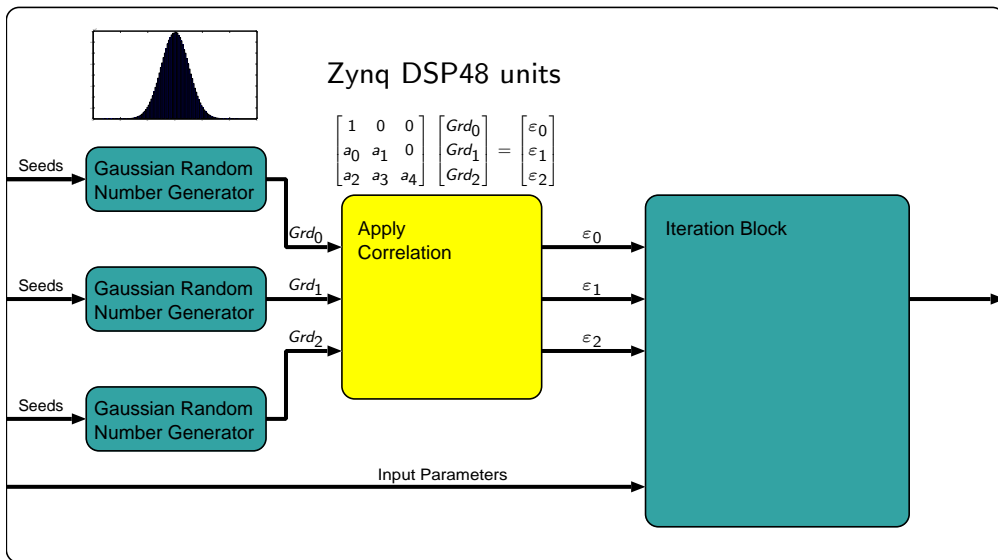 Zynq DSP48 units
[1 0 0] [Grd0] [ε0]
[a0 a1 0] [Grd1] = [ε1]
[a2 a3 a4] [Grd2] [ε2]
Seeds
Gaussian Random
Number Generator
Grd0
Seeds
Gaussian Random
Number Generator
Grd1
Seeds
Gaussian Random
Number Generator
Grd2
Apply
Correlation
ε0
ε1
ε2
Iteration Block
Input Parameters